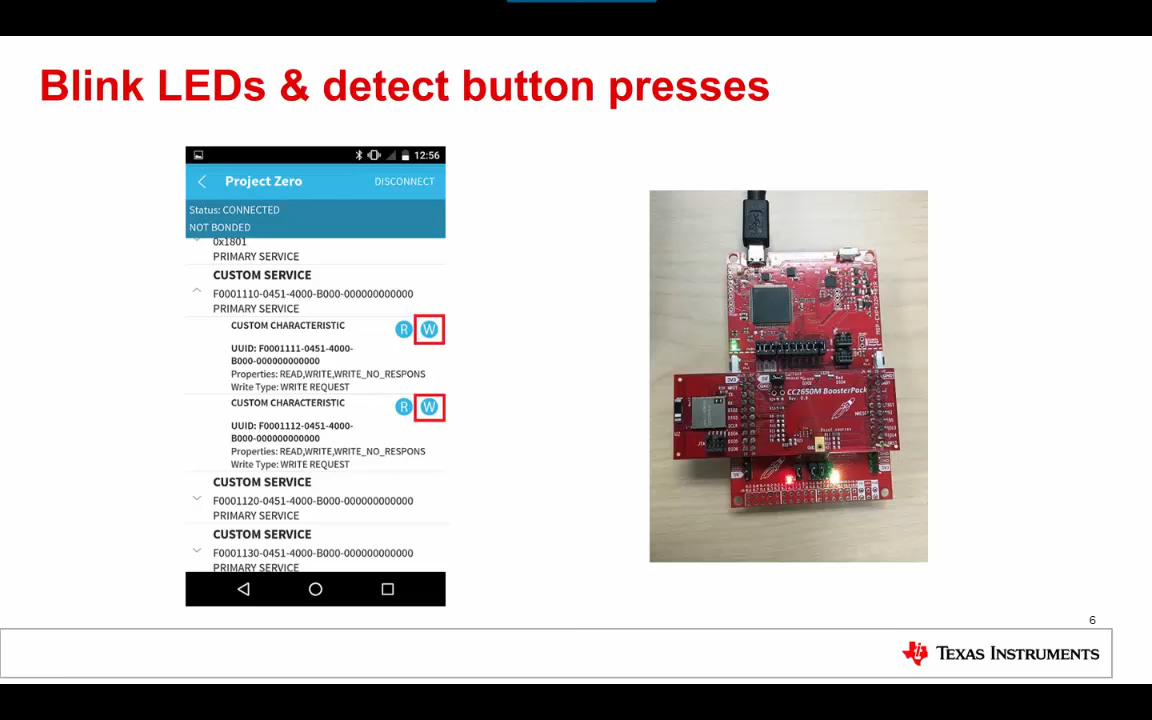 Blink LEDs & detect button presses
12:56
Project Zero
DISCONNECT
Status: CONNECTED
NOT BONDED
0x1801
PRIMARY SERVICE
CUSTOM SERVICE
F0001110-0451-4000-B000-000000000000
PRIMARY SERVICE
CUSTOM CHARACTERISTIC
R W
UUID: F0001111-0451-4000-
B000-000000000000
Properties: READ,WRITE,WRITE_NO_RESPONS
Write Type: WRITE REQUEST
CUSTOM CHARACTERISTIC
R W
UUID: F0001112-0451-4000-
B000-000000000000
Properties: READ,WRITE,WRITE_NO_RESPONS
Write Type: WRITE REQUEST
CUSTOM SERVICE
F0001120-0451-4000-B000-000000000000
PRIMARY SERVICE
CUSTOM SERVICE
F0001130-0451-4000-B000-000000000000
PRIMARY SERVICE
CC2650M BoosterPack
6
TEXAS INSTRUMENTS